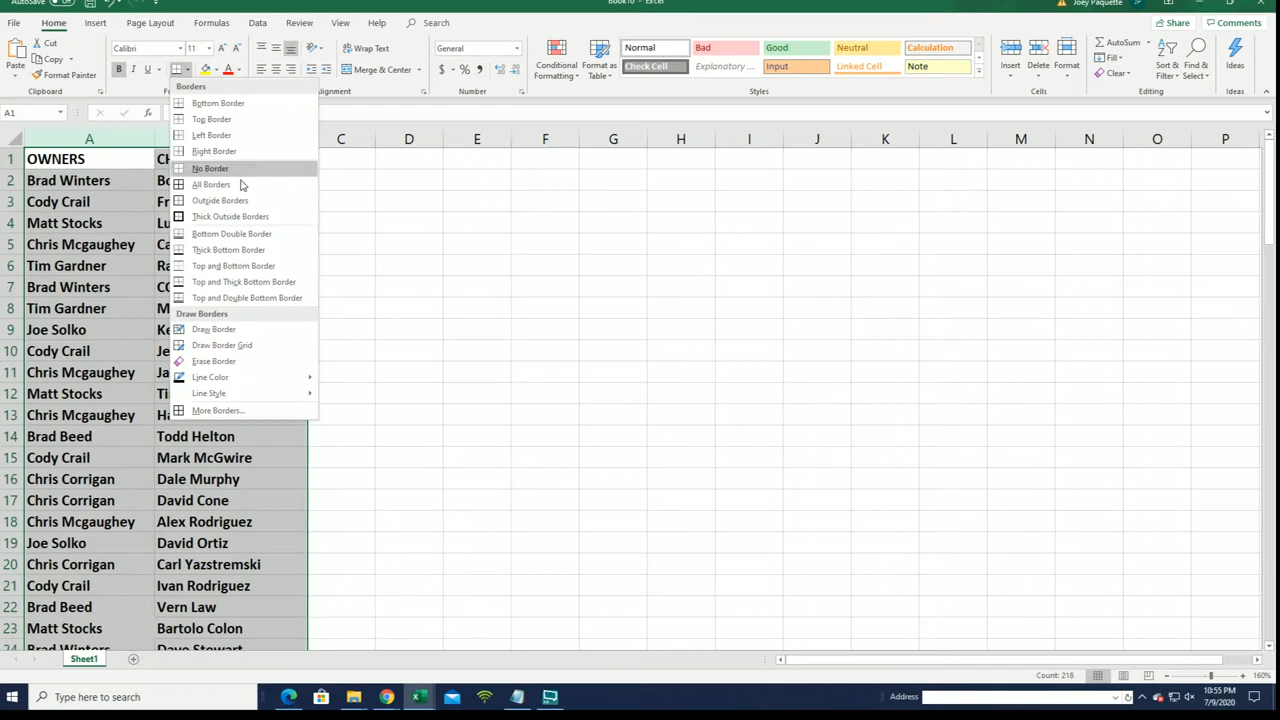 AutoSave Off Book10 - Excel Joey Paquette JP
File Home Insert Page Layout Formulas Data Review View Help Search Share Comments
Paste Cut Copy Format Painter
Calibri 11 Wrap Text General
B I U Merge & Center $ % 9
Conditional Formatting Format as Table
Normal Bad Good Neutral Calculation
Check Cell Explanatory ... Input Linked Cell Note
Insert Delete Format
AutoSum Fill Clear
Sort & Filter Find & Select Ideas
Clipboard Number Styles Cells Editing Ideas
A1 fx
Borders
Bottom Border
Top Border
Left Border
Right Border
No Border
All Borders
Outside Borders
Thick Outside Borders
Bottom Double Border
Thick Bottom Border
Top and Bottom Border
Top and Thick Bottom Border
Top and Double Bottom Border
Draw Borders
Draw Border
Draw Border Grid
Erase Border
Line Color
Line Style
More Borders...
A C D E F G H I J K L M N O P
1 OWNERS
2 Brad Winters
3 Cody Crail
4 Matt Stocks
5 Chris Mcgaughey
6 Tim Gardner
7 Brad Winters
8 Tim Gardner
9 Joe Solko
10 Cody Crail
11 Chris Mcgaughey
12 Matt Stocks
13 Chris Mcgaughey
14 Brad Beed Todd Helton
15 Cody Crail Mark McGwire
16 Chris Corrigan Dale Murphy
17 Chris Corrigan David Cone
18 Chris Mcgaughey Alex Rodriguez
19 Joe Solko David Ortiz
20 Chris Corrigan Carl Yazstremski
21 Cody Crail Ivan Rodriguez
22 Brad Beed Vern Law
23 Matt Stocks Bartolo Colon
24 Brad Winters Dave Stewart
Sheet1
Count: 218 160%
Type here to search Address 10:55 PM
7/9/2020